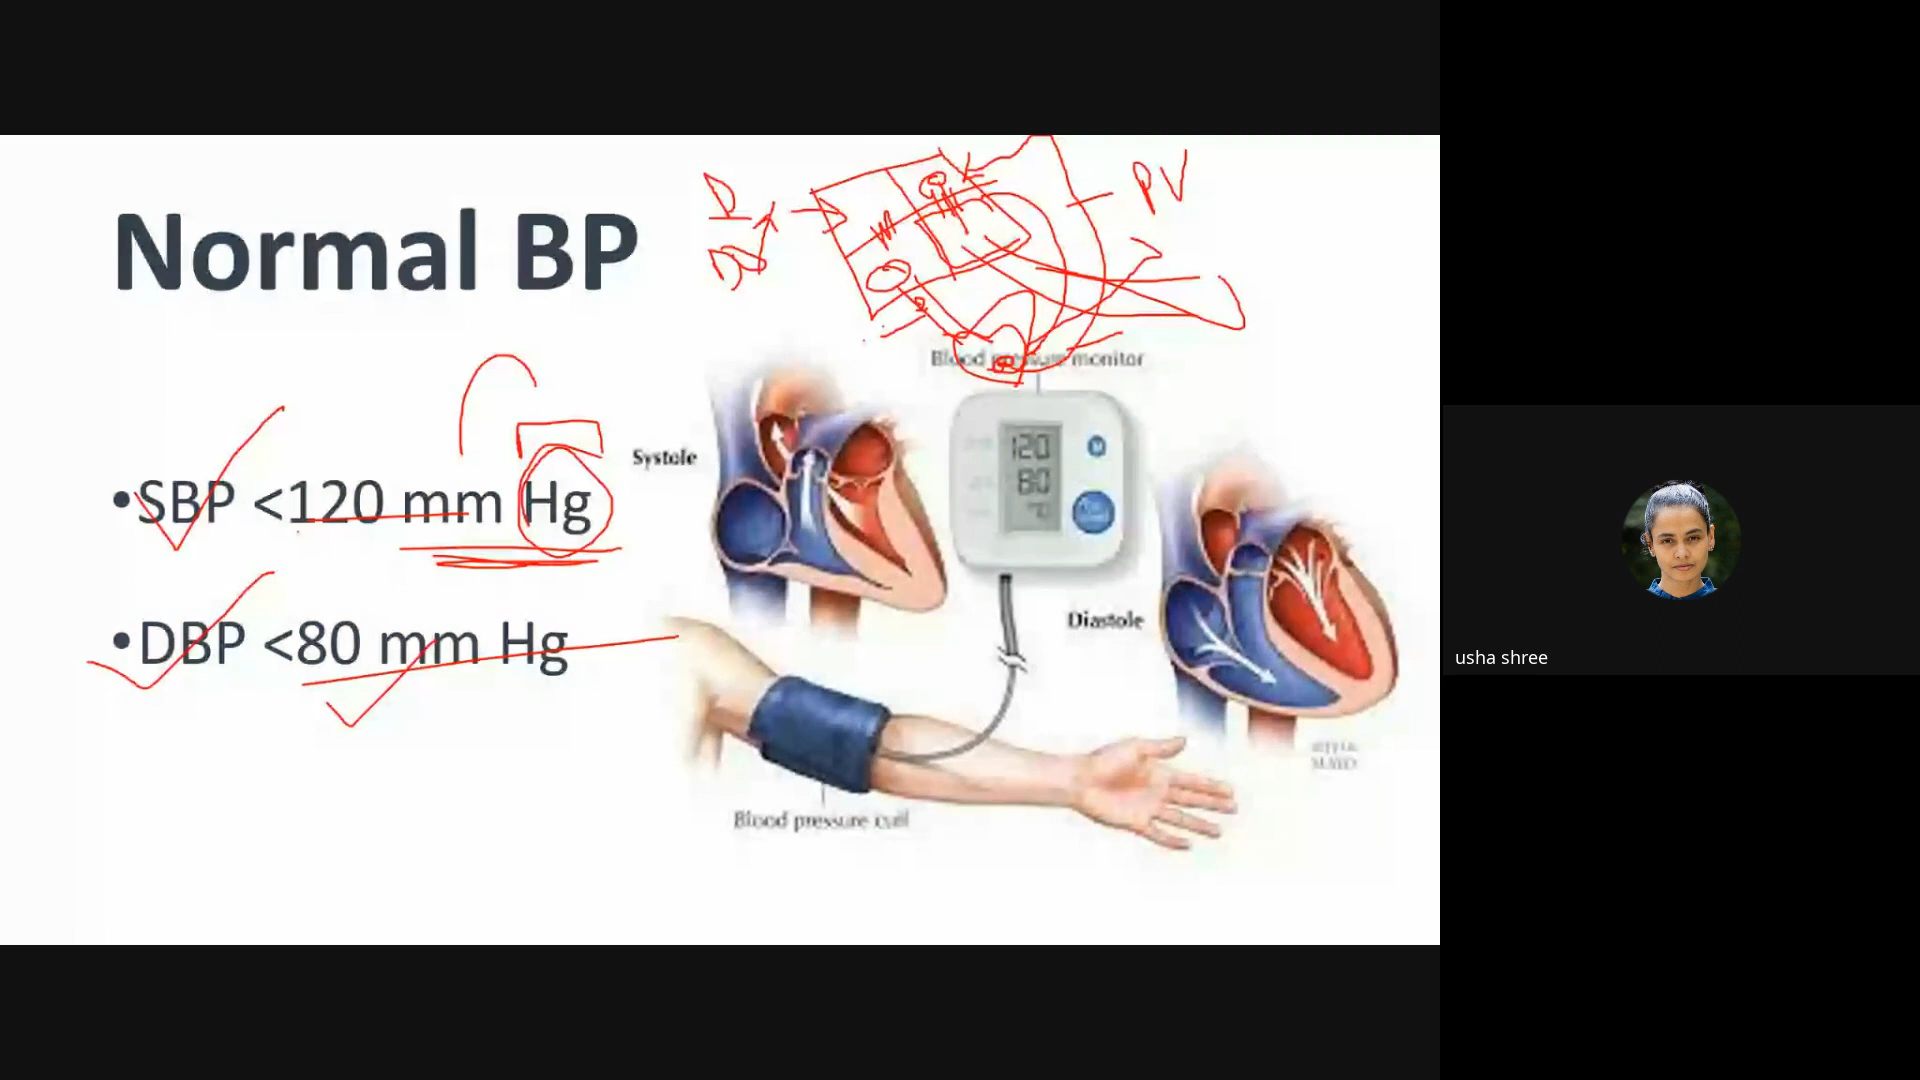 Normal BP
PV
Blood pressure monitor
•SBP <120 mm Hg
Systole
120
80
•DBP <80 mm Hg
Diastole
Blood pressure cuff
usha shree